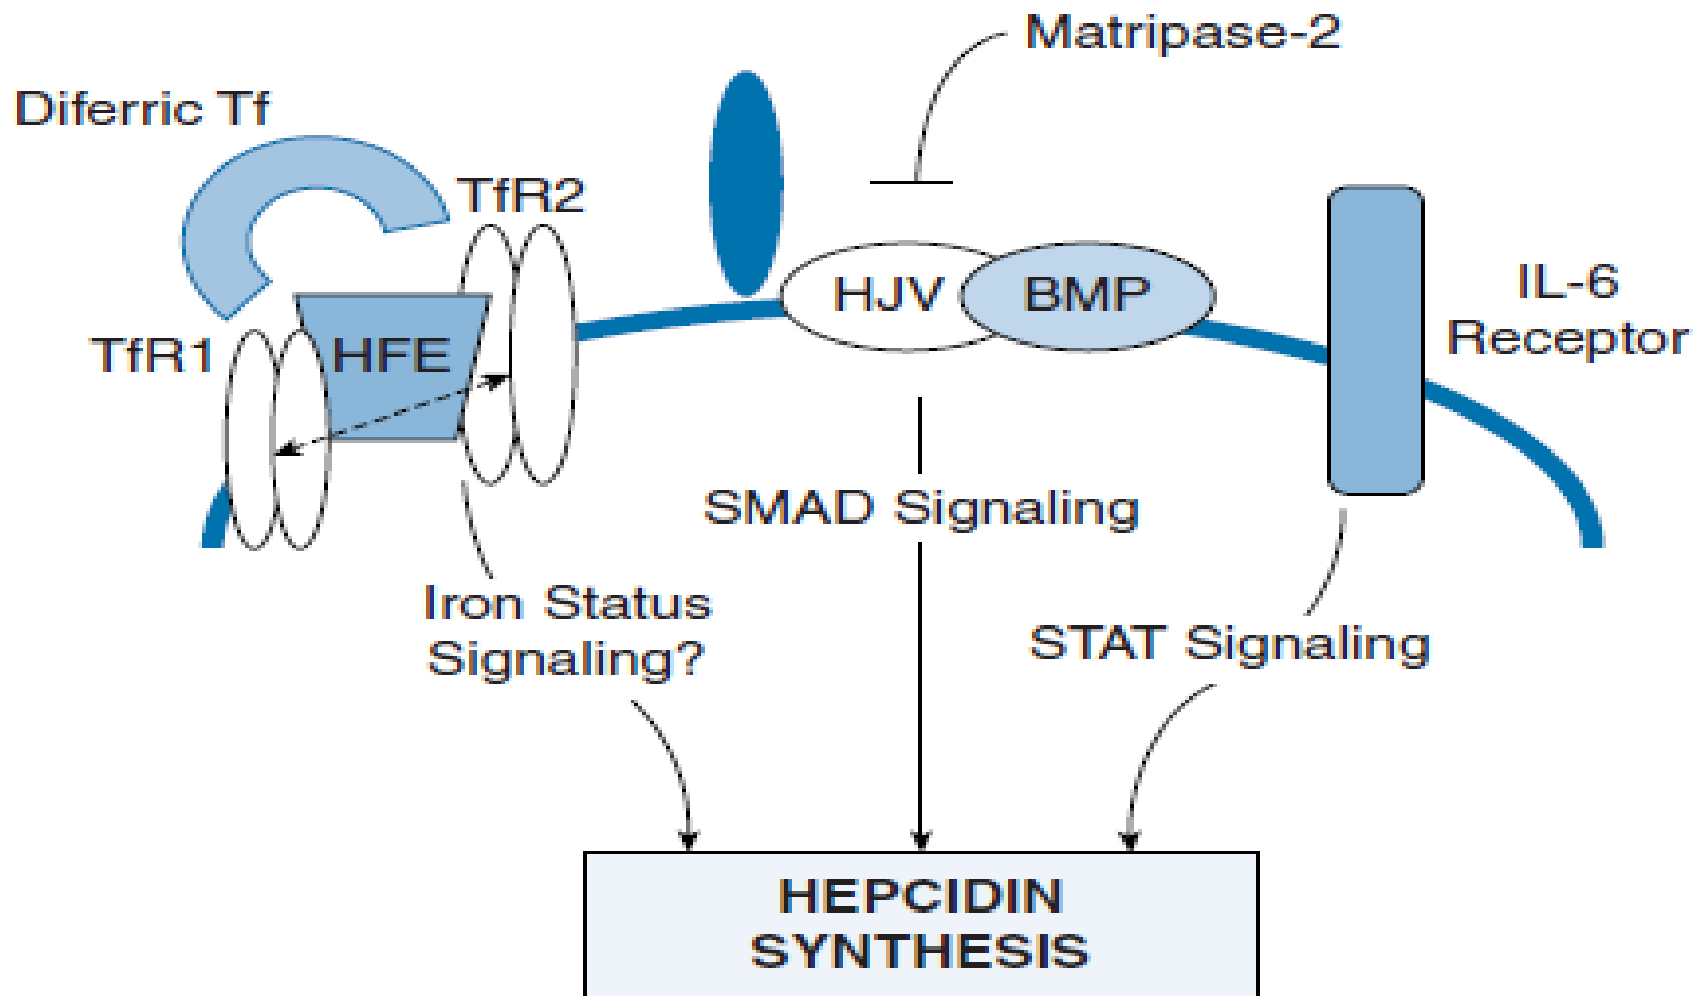 Matripase-2
Diferric Tf
TfR2
HJV
BMP
IL-6
Receptor
TfR1
HFE
SMAD Signaling
Iron Status
Signaling?
STAT Signaling
HEPCIDIN
SYNTHESIS